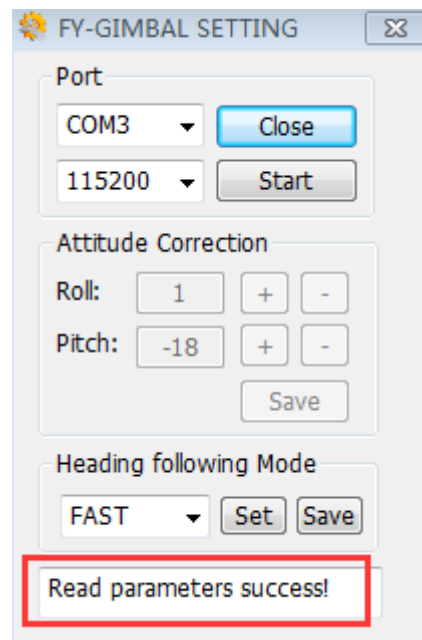 FY-GIMBAL SETTING
Port
COM3 Close
115200 Start
Attitude Correction
Roll: 1 + -
Pitch: -18 + -
Save
Heading following Mode
FAST Set Save
Read parameters success!